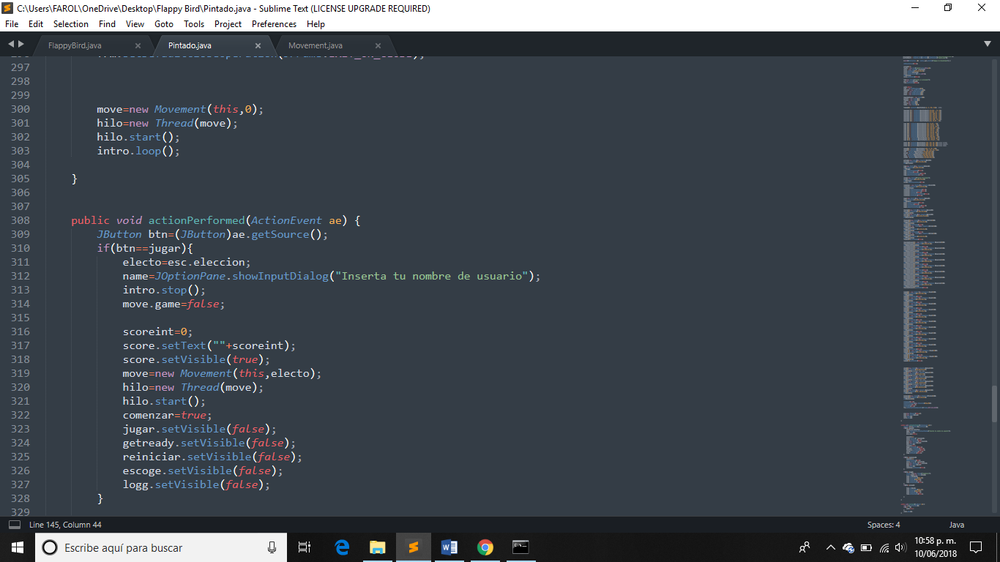 C:\Users\FAROL\OneDrive\Desktop\Flappy Bird\Pintado.java - Sublime Text (LICENSE UPGRADE REQUIRED)
File Edit Selection Find View Goto Tools Project Preferences Help
FlappyBird.java Pintado.java Movement.java
297
298
299
300 move=new Movement(this,0);
301 hilo=new Thread(move);
302 hilo.start();
303 intro.loop();
304
305 }
306
307
308 public void actionPerformed(ActionEvent ae) {
309 JButton btn=(JButton)ae.getSource();
310 if(btn==jugar){
311 electo=esc.eleccion;
312 name=JOptionPane.showInputDialog("Inserta tu nombre de usuario");
313 intro.stop();
314 move.game=false;
315
316 scoreint=0;
317 score.setText(""+scoreint);
318 score.setVisible(true);
319 move=new Movement(this,electo);
320 hilo=new Thread(move);
321 hilo.start();
322 comenzar=true;
323 jugar.setVisible(false);
324 getready.setVisible(false);
325 reiniciar.setVisible(false);
326 escoge.setVisible(false);
327 logg.setVisible(false);
328 }
329
Line 145, Column 44 Spaces: 4 Java
Escribe aquí para buscar
10:58 p. m.
10/06/2018